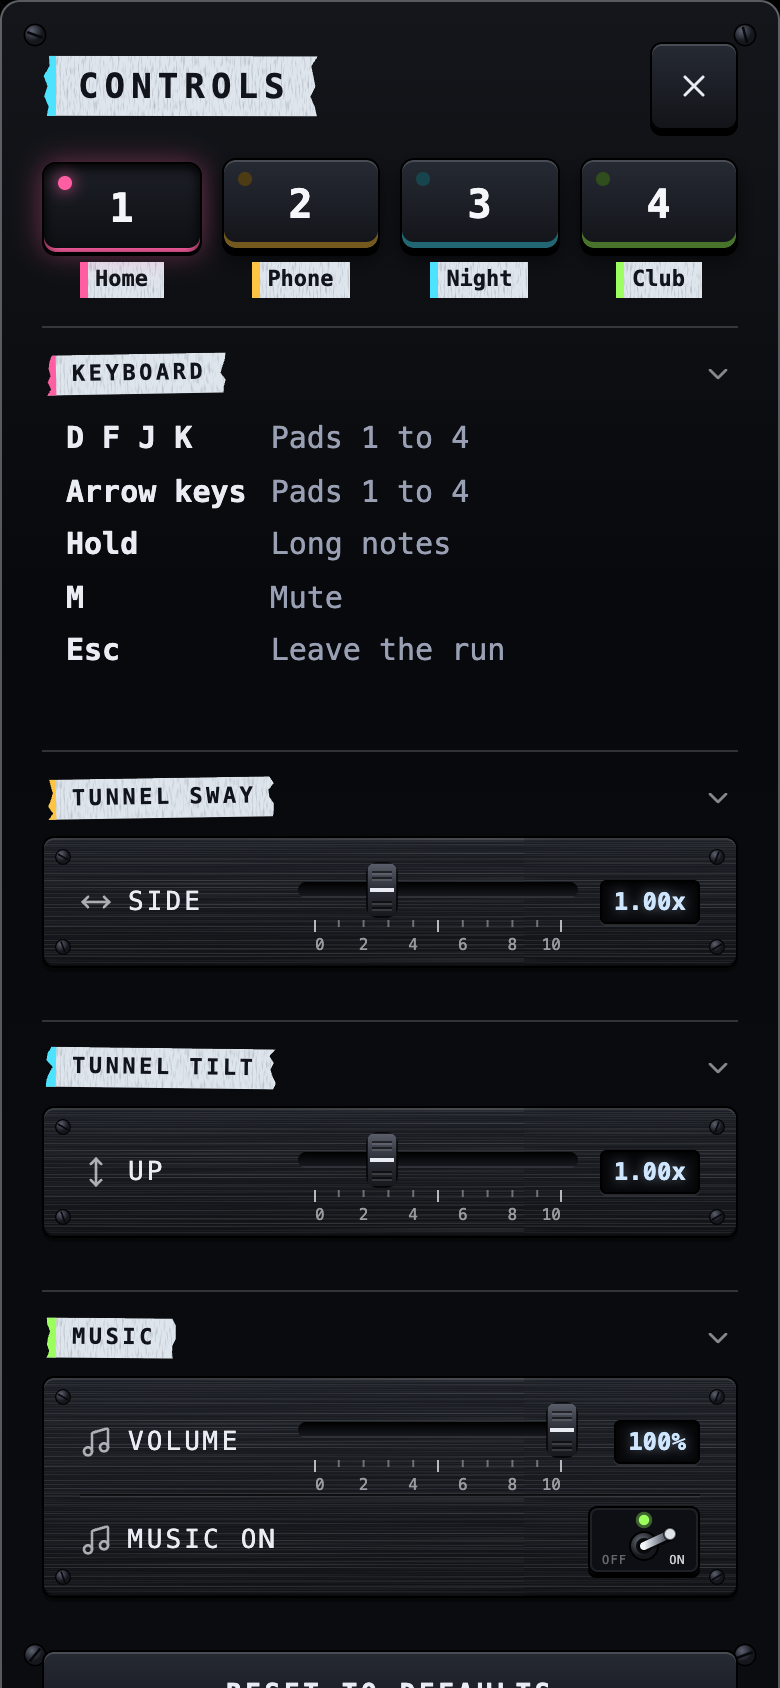 CONTROLS
1 2 3 4
Home Phone Night Club
KEYBOARD
D F J K Pads 1 to 4
Arrow keys Pads 1 to 4
Hold Long notes
M Mute
Esc Leave the run
TUNNEL SWAY
SIDE 1.00x
0 2 4 6 8 10
TUNNEL TILT
UP 1.00x
0 2 4 6 8 10
MUSIC
VOLUME 100%
0 2 4 6 8 10
MUSIC ON OFF ON
RESET TO DEFAULTS